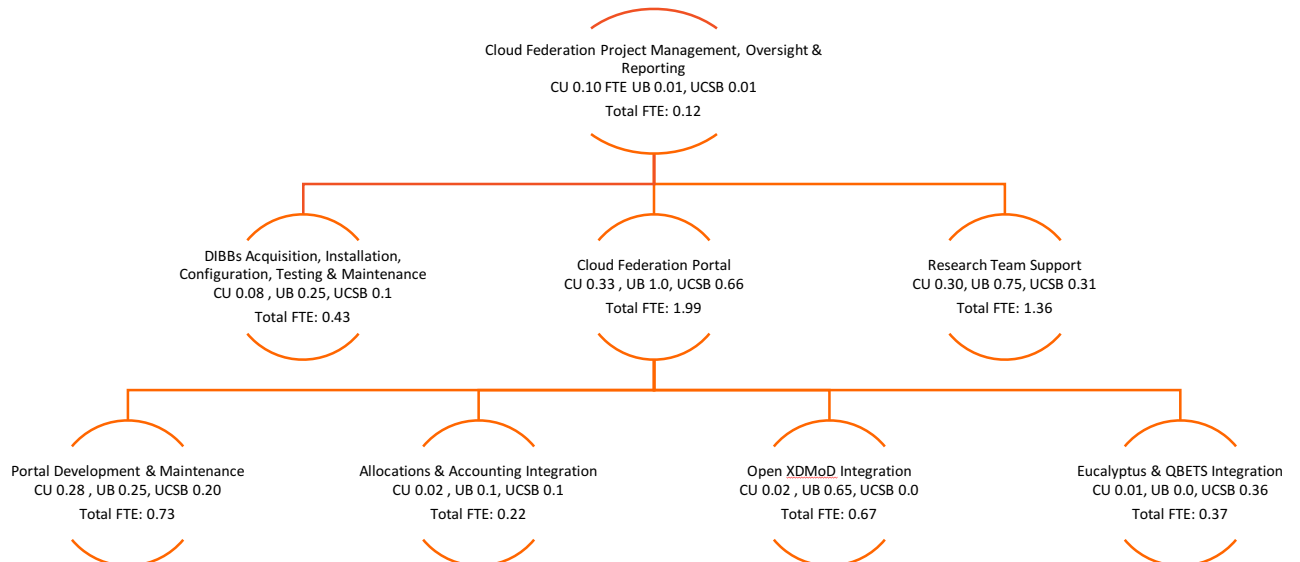 Cloud Federation Project Management, Oversight &
Reporting
CU 0.10 FTE UB 0.01, UCSB 0.01
Total FTE: 0.12
DIBBs Acquisition, Installation,
Configuration, Testing & Maintenance
CU 0.08 , UB 0.25, UCSB 0.1
Total FTE: 0.43
Cloud Federation Portal
CU 0.33 , UB 1.0, UCSB 0.66
Total FTE: 1.99
Research Team Support
CU 0.30, UB 0.75, UCSB 0.31
Total FTE: 1.36
Portal Development & Maintenance
CU 0.28 , UB 0.25, UCSB 0.20
Total FTE: 0.73
Allocations & Accounting Integration
CU 0.02 , UB 0.1, UCSB 0.1
Total FTE: 0.22
Open XDMoD Integration
CU 0.02 , UB 0.65, UCSB 0.0
Total FTE: 0.67
Eucalyptus & QBETS Integration
CU 0.01, UB 0.0, UCSB 0.36
Total FTE: 0.37